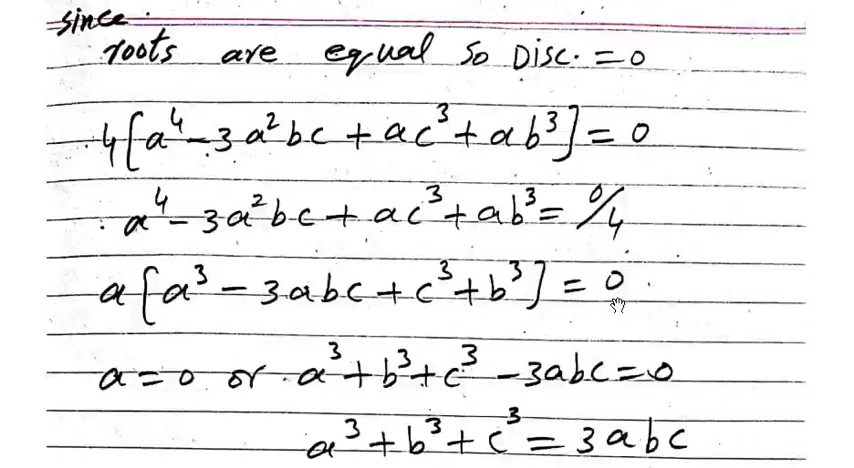 since
roots are equal so Disc. = 0
4[a⁴ - 3a²bc + ac³ + ab³] = 0
a⁴ - 3a²bc + ac³ + ab³ = 0/4
a[a³ - 3abc + c³ + b³] = 0
a = 0 or a³ + b³ + c³ - 3abc = 0
a³ + b³ + c³ = 3abc